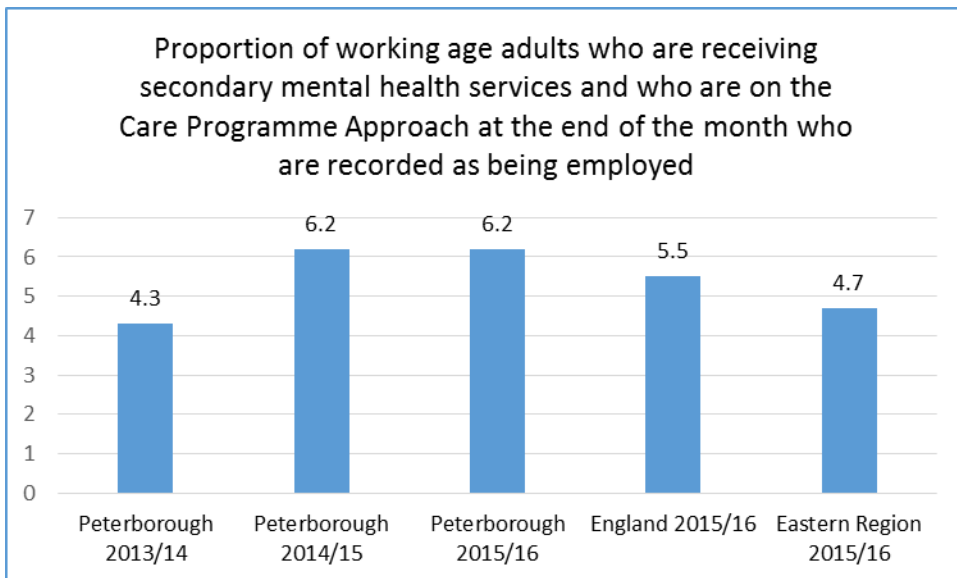 Proportion of working age adults who are receiving
secondary mental health services and who are on the
Care Programme Approach at the end of the month who
are recorded as being employed
7
6
5
4
3
2
1
0
4.3
6.2
6.2
5.5
4.7
Peterborough
2013/14
Peterborough
2014/15
Peterborough
2015/16
England 2015/16
Eastern Region
2015/16